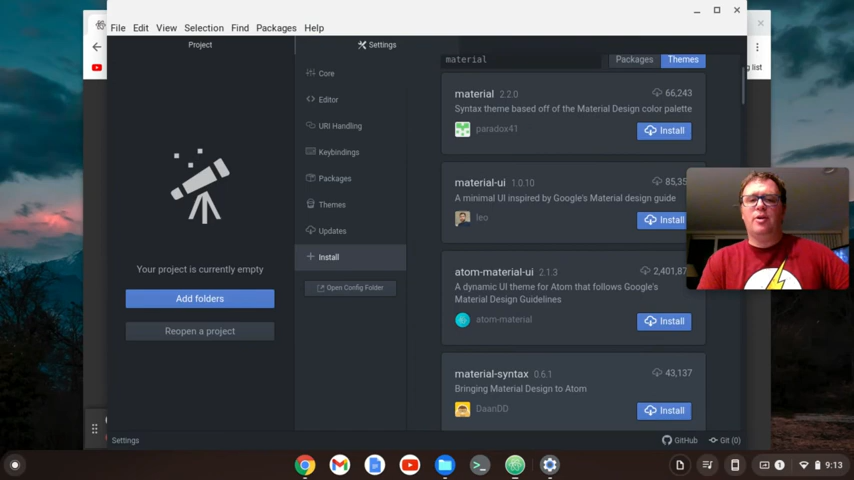 File Edit View Selection Find Packages Help
Project
Settings
Core
Editor
URI Handling
Keybindings
Packages
Themes
Updates
Install
Open Config Folder
Your project is currently empty
Add folders
Reopen a project
material Packages Themes
material 2.2.0 66,243
Syntax theme based off of the Material Design color palette
paradox41 Install
material-ui 1.0.10
A minimal UI inspired by Google's Material design guide
leo Install
atom-material-ui 2.1.3
A dynamic UI theme for Atom that follows Google's
Material Design Guidelines
atom-material Install
material-syntax 0.6.1 43,137
Bringing Material Design to Atom
DaanDD Install
Settings GitHub Git (0)
1 9:13